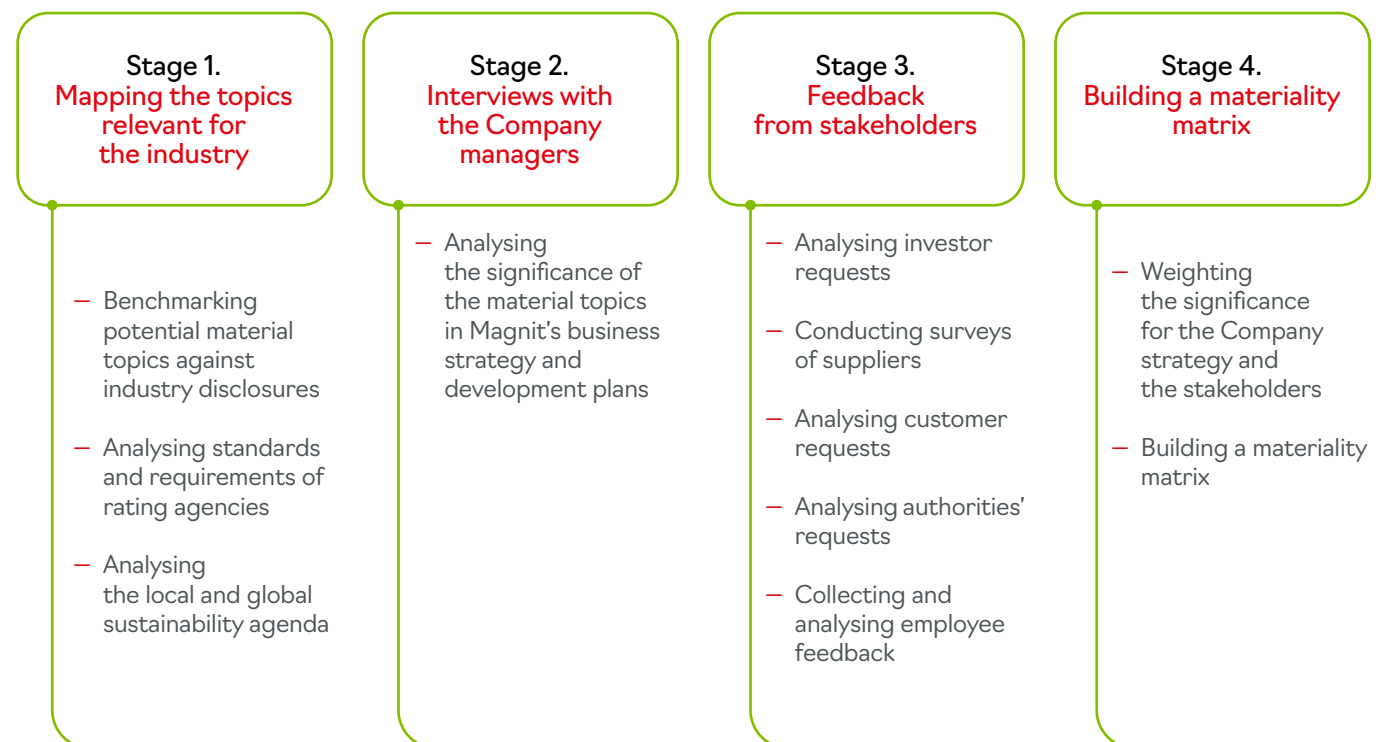 Stage 1.
Mapping the topics
relevant for
the industry
— Benchmarking
potential material
topics against
industry disclosures
— Analysing standards
and requirements of
rating agencies
— Analysing
the local and global
sustainability agenda
Stage 2.
Interviews with
the Company
managers
— Analysing
the significance of
the material topics
in Magnit's business
strategy and
development plans
Stage 3.
Feedback
from stakeholders
— Analysing investor
requests
— Conducting surveys
of suppliers
— Analysing customer
requests
— Analysing authorities'
requests
— Collecting and
analysing employee
feedback
Stage 4.
Building a materiality
matrix
— Weighting
the significance
for the Company
strategy and
the stakeholders
— Building a materiality
matrix